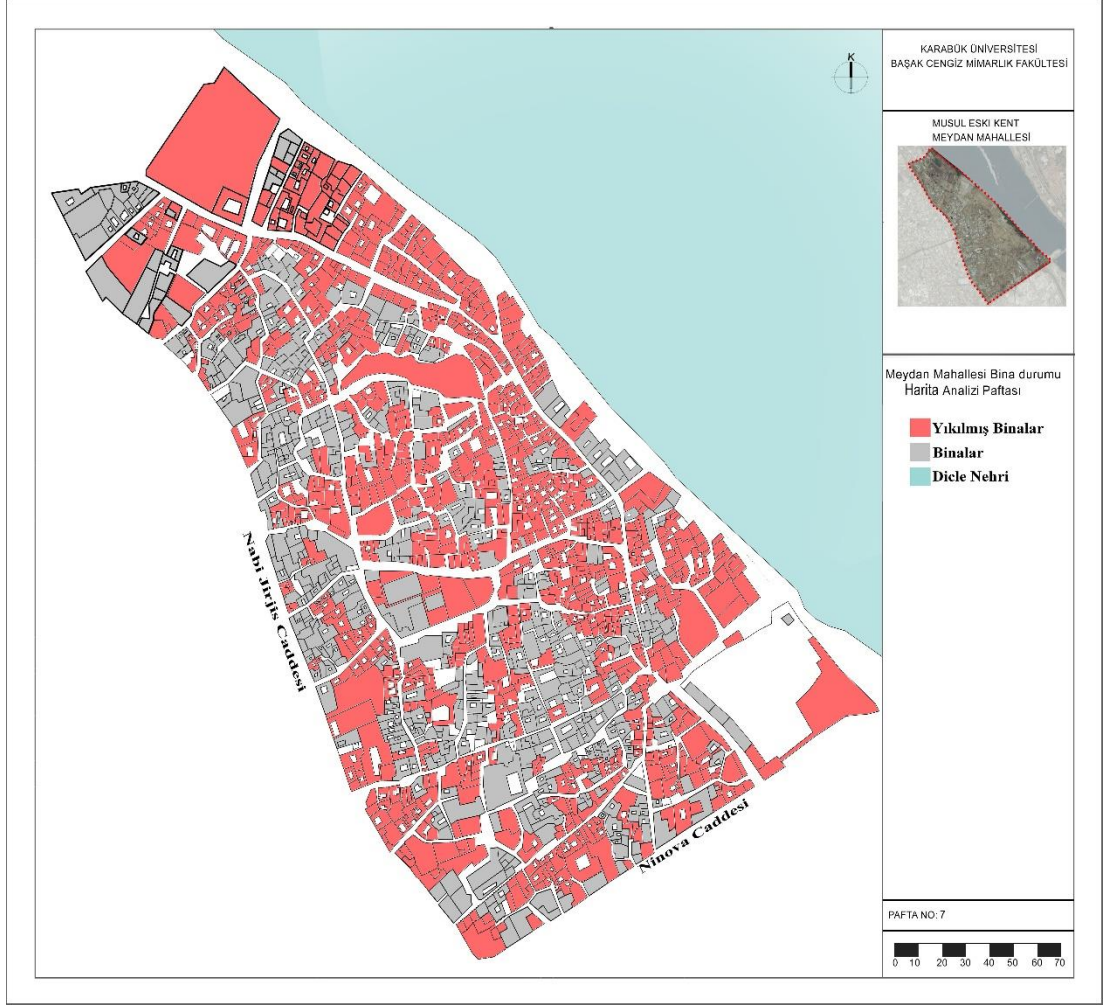 K
KARABÜK ÜNİVERSİTESİ
BAŞAK CENGİZ MİMARLIK FAKÜLTESİ
MUSUL ESKI KENT
MEYDAN MAHALLESİ
Meydan Mahallesi Bina durumu
Harita Analizi Paftası
Yıkılmış Binalar
Binalar
Dicle Nehri
Nabi Jirjis Caddesi
Ninova Caddesi
PAFTA NO: 7
0 10 20 30 40 50 60 70